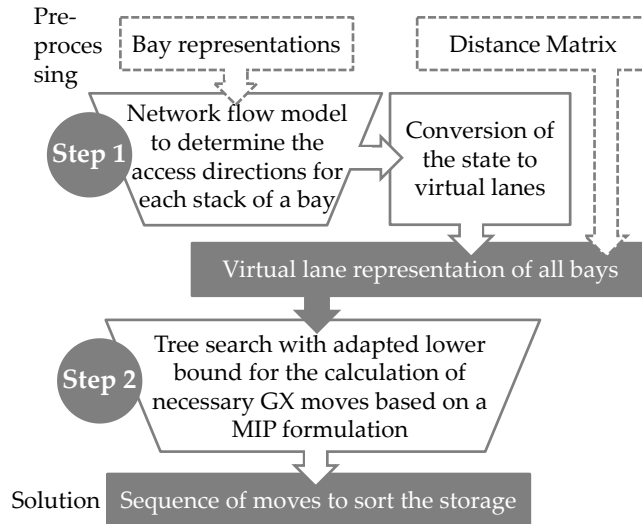 Pre-
proces
sing
Bay representations
Distance Matrix
Step 1
Network flow model
to determine the
access directions for
each stack of a bay
Conversion of
the state to
virtual lanes
Virtual lane representation of all bays
Step 2
Tree search with adapted lower
bound for the calculation of
necessary GX moves based on a
MIP formulation
Solution
Sequence of moves to sort the storage